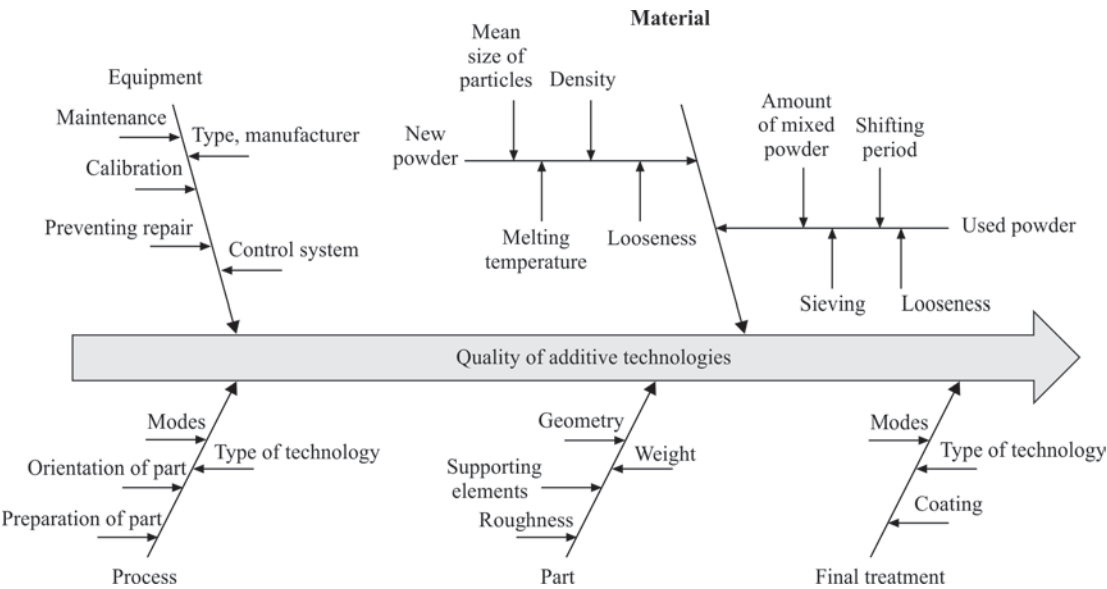 Material
Mean
size of
particles
Density
Equipment
Maintenance
Type, manufacturer
Calibration
Preventing repair
Control system
New
powder
Melting
temperature
Looseness
Amount
of mixed
powder
Shifting
period
Used powder
Sieving
Looseness
Quality of additive technologies
Modes
Type of technology
Orientation of part
Preparation of part
Process
Geometry
Weight
Supporting
elements
Roughness
Part
Modes
Type of technology
Coating
Final treatment